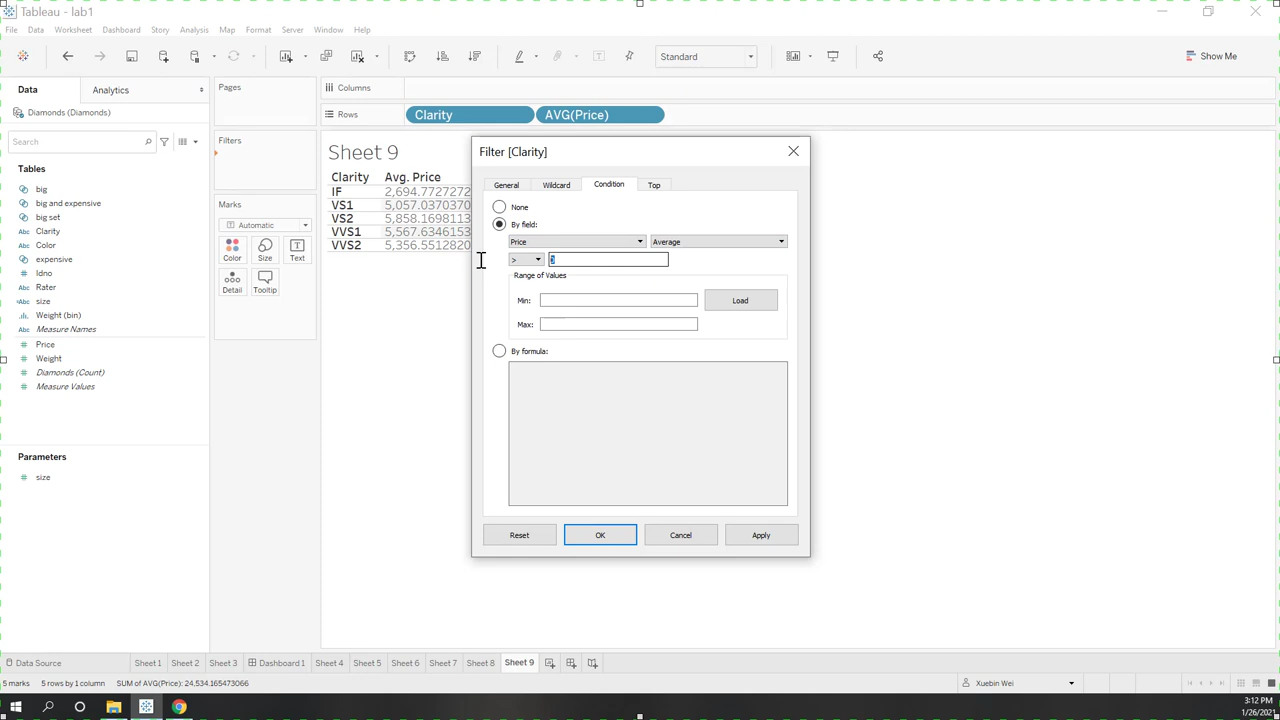 Tableau - lab1
File Data Worksheet Dashboard Story Analysis Map Format Server Window Help
Standard
Show Me
Data Analytics
Diamonds (Diamonds)
Search
Tables
big
big and expensive
big set
Clarity
Color
expensive
Idno
Rater
size
Weight (bin)
Measure Names
Price
Weight
Diamonds (Count)
Measure Values
Parameters
size
Pages
Filters
Marks
Automatic
Color Size Text
Detail Tooltip
Columns
Rows Clarity AVG(Price)
Sheet 9
Clarity Avg. Price
IF 2,694.7727272
VS1 5,057.0370370
VS2 5,858.1698113
VVS1 5,567.6346153
VVS2 5,356.5512820
Filter [Clarity]
General Wildcard Condition Top
None
By field:
Price Average
>
Range of Values
Min: Load
Max:
By formula:
Reset OK Cancel Apply
Data Source Sheet 1 Sheet 2 Sheet 3 Dashboard 1 Sheet 4 Sheet 5 Sheet 6 Sheet 7 Sheet 8 Sheet 9
5 marks 5 rows by 1 column SUM of AVG(Price): 24,534.165473066 Xuebin Wei
3:12 PM
1/26/2021